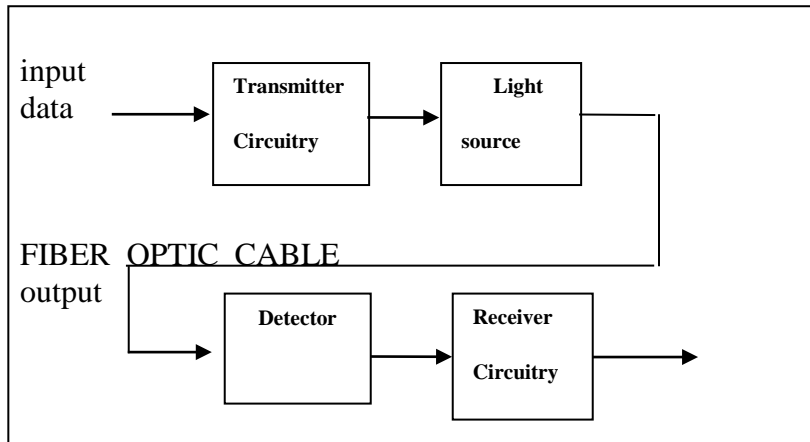 input
data
Transmitter
Circuitry
Light
source
FIBER OPTIC CABLE
output
Detector
Receiver
Circuitry